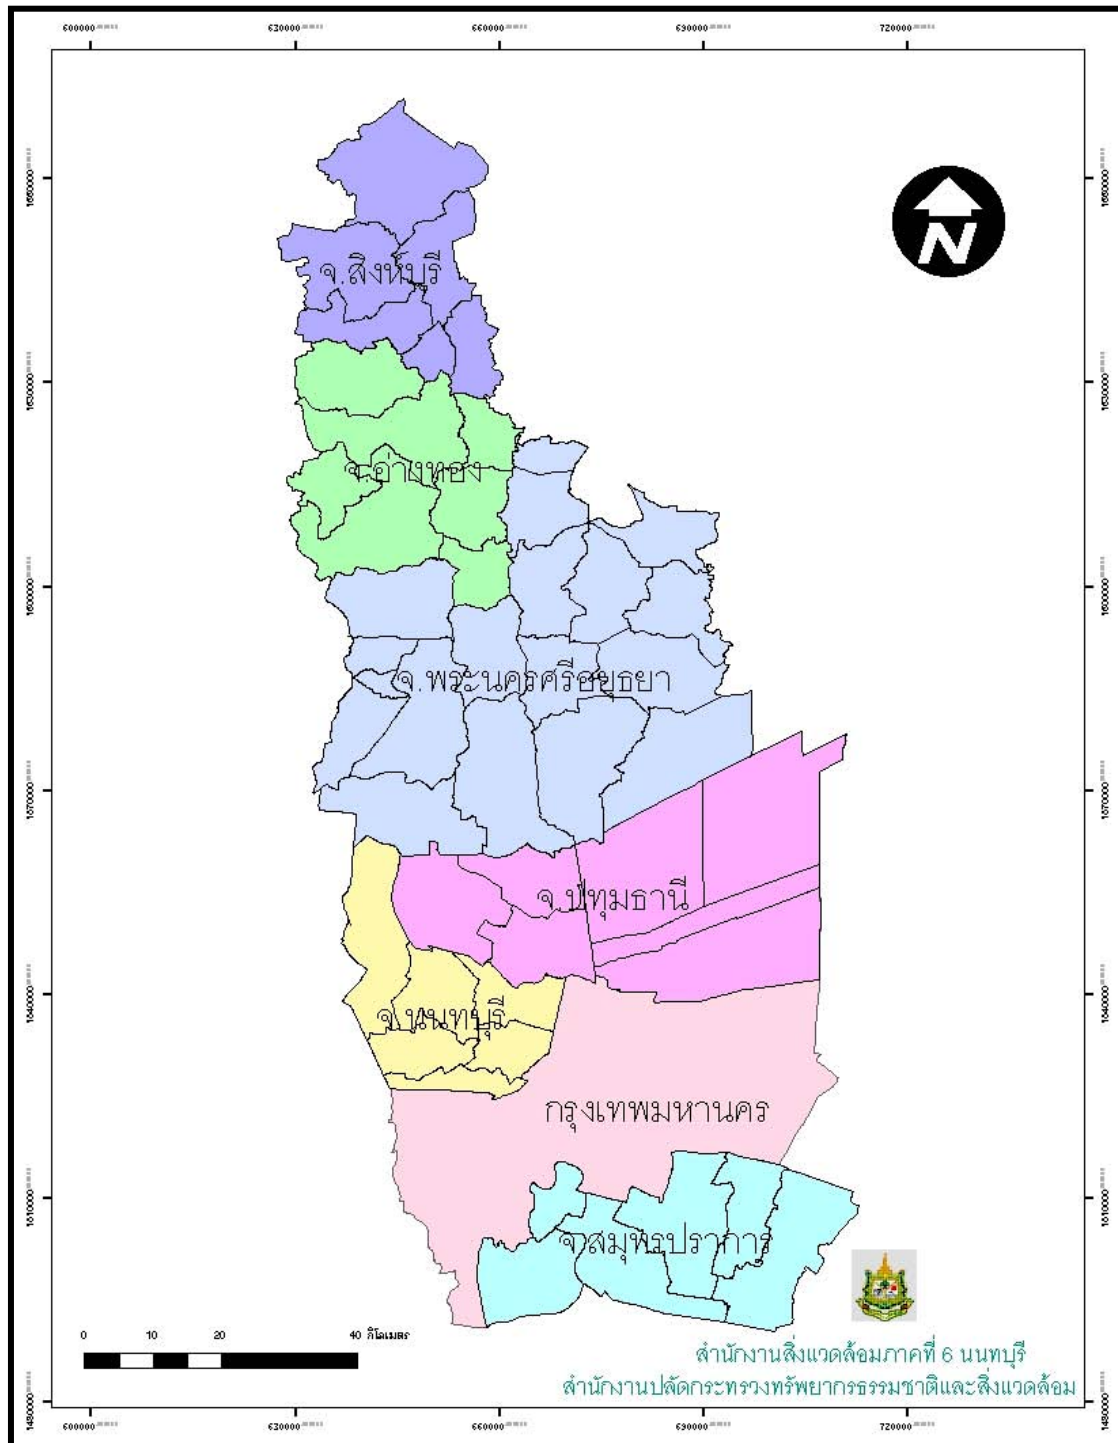 600000 630000 660000 690000 720000
จ.สิงห์บุรี
จ.อ่างทอง
จ.พระนครศรีอยุธยา
จ.ปทุมธานี
จ.นนทบุรี
กรุงเทพมหานคร
จ.สมุทรปราการ
N
0 10 20 40 กิโลเมตร
สำนักงานสิ่งแวดล้อมภาคที่ 6 นนทบุรี
สำนักงานปลัดกระทรวงทรัพยากรธรรมชาติและสิ่งแวดล้อม
600000 630000 660000 690000 720000